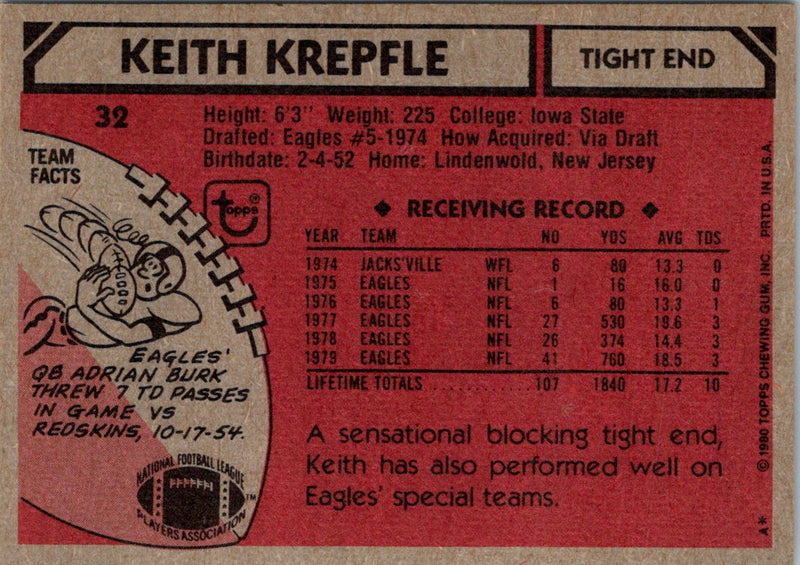 KEITH KREPFLE
TIGHT END
32
Height: 6'3" Weight: 225 College: Iowa State
Drafted: Eagles #5-1974 How Acquired: Via Draft
Birthdate: 2-4-52 Home: Lindenwold, New Jersey
TEAM
FACTS
topps®
◆ RECEIVING RECORD ◆
YEAR TEAM NO YDS AVG TDS
1974 JACKS'VILLE WFL 6 80 13.3 0
1975 EAGLES NFL 1 16 16.0 0
1976 EAGLES NFL 6 80 13.3 1
1977 EAGLES NFL 27 530 19.6 3
1978 EAGLES NFL 26 374 14.4 3
1979 EAGLES NFL 41 760 18.5 3
LIFETIME TOTALS .......... 107 1840 17.2 10
EAGLES'
QB ADRIAN BURK
THREW 7 TD PASSES
IN GAME VS
REDSKINS, 10-17-54.
A sensational blocking tight end,
Keith has also performed well on
Eagles' special teams.
NATIONAL FOOTBALL LEAGUE
PLAYERS ASSOCIATION™
A* © 1980 TOPPS CHEWING GUM, INC. PRTD. IN U.S.A.